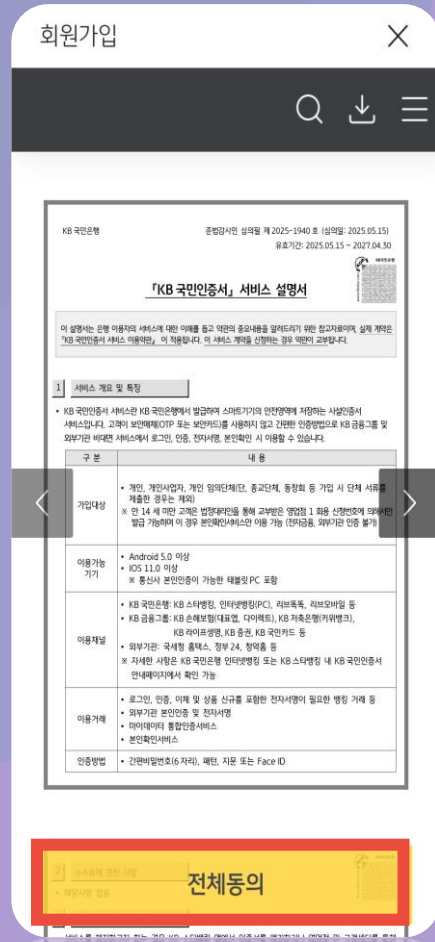 회원가입
KB 국민은행
준법감시인 심의필 제 2025-1940 호 (심의일: 2025.05.15)
유효기간: 2025.05.15 ~ 2027.04.30
「KB 국민인증서」 서비스 설명서
이 설명서는 은행 이용자의 서비스에 대한 이해를 돕고 약관의 중요내용을 알려드리기 위한 참고자료이며, 실제 계약은
「KB 국민인증서 서비스 이용약관」 이 적용됩니다. 이 서비스 계약을 신청하는 경우 약관이 교부됩니다.
1 서비스 개요 및 특징
• KB 국민인증서 서비스란 KB 국민은행에서 발급하여 스마트기기의 안전영역에 저장하는 사설인증서
서비스입니다. 고객이 보안매체(OTP 또는 보안카드)를 사용하지 않고 간편한 인증방법으로 KB 금융그룹 및
외부기관 비대면 서비스에서 로그인, 인증, 전자서명, 본인확인 시 이용할 수 있습니다.
구 분 내 용
가입대상
• 개인, 개인사업자, 개인 임의단체(단, 종교단체, 동창회 등 가입 시 단체 서류를
제출한 경우는 제외)
※ 만 14 세 미만 고객은 법정대리인을 통해 교부받은 영업점 1 회용 신청번호에 의해서만
발급 가능하며 이 경우 본인확인서비스만 이용 가능 (전자금융, 외부기관 인증 불가)
이용가능
기기
• Android 5.0 이상
• IOS 11.0 이상
※ 통신사 본인인증이 가능한 태블릿 PC 포함
이용채널
• KB 국민은행: KB 스타뱅킹, 인터넷뱅킹(PC), 리브똑똑, 리브모바일 등
• KB 금융그룹: KB 손해보험(대표앱, 다이렉트), KB 저축은행(키위뱅크),
KB 라이프생명, KB 증권, KB 국민카드 등
• 외부기관: 국세청 홈택스, 정부 24, 청약홈 등
※ 자세한 사항은 KB 국민은행 인터넷뱅킹 또는 KB 스타뱅킹 내 KB 국민인증서
안내페이지에서 확인 가능
이용거래
• 로그인, 인증, 이체 및 상품 신규를 포함한 전자서명이 필요한 뱅킹 거래 등
• 외부기관 본인인증 및 전자서명
• 마이데이터 통합인증서비스
• 본인확인서비스
인증방법
• 간편비밀번호(6 자리), 패턴, 지문 또는 Face ID
2 수수료에 관한 사항
• 해당사항 없음
전체동의